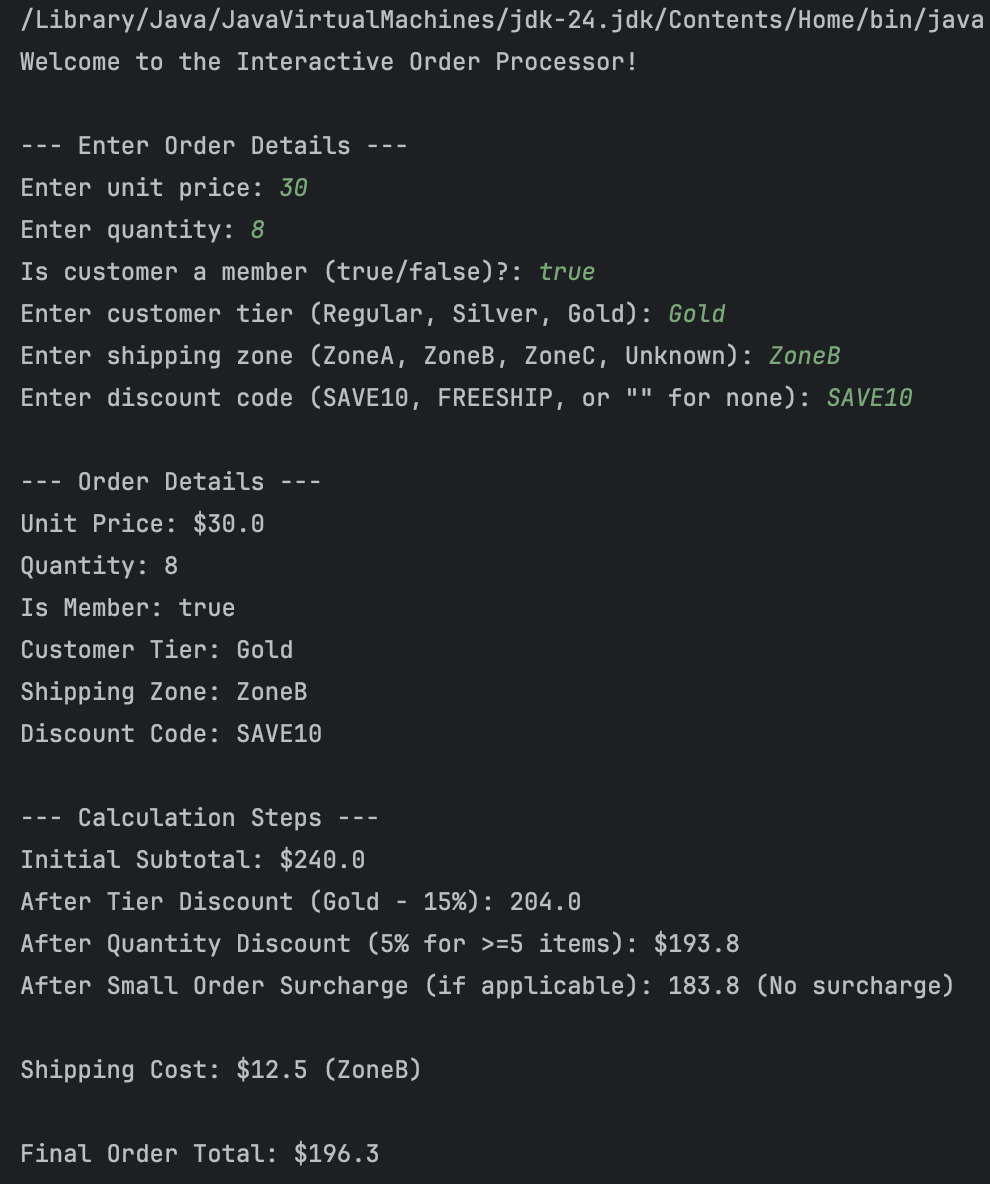 /Library/Java/JavaVirtualMachines/jdk-24.jdk/Contents/Home/bin/java
Welcome to the Interactive Order Processor!
--- Enter Order Details ---
Enter unit price: 30
Enter quantity: 8
Is customer a member (true/false)?: true
Enter customer tier (Regular, Silver, Gold): Gold
Enter shipping zone (ZoneA, ZoneB, ZoneC, Unknown): ZoneB
Enter discount code (SAVE10, FREESHIP, or "" for none): SAVE10
--- Order Details ---
Unit Price: $30.0
Quantity: 8
Is Member: true
Customer Tier: Gold
Shipping Zone: ZoneB
Discount Code: SAVE10
--- Calculation Steps ---
Initial Subtotal: $240.0
After Tier Discount (Gold - 15%): 204.0
After Quantity Discount (5% for >=5 items): $193.8
After Small Order Surcharge (if applicable): 183.8 (No surcharge)
Shipping Cost: $12.5 (ZoneB)
Final Order Total: $196.3